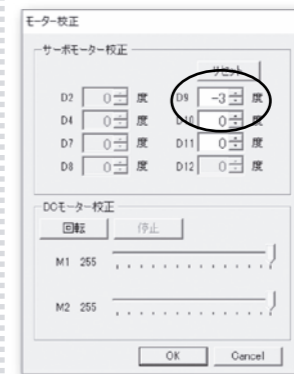 モーター校正
サーボモーター校正
リセット
D2 0 度 D9 -3 度
D4 0 度 D10 0 度
D7 0 度 D11 0 度
D8 0 度 D12 0 度
DCモーター校正
回転 停止
M1 255
M2 255
OK Cancel